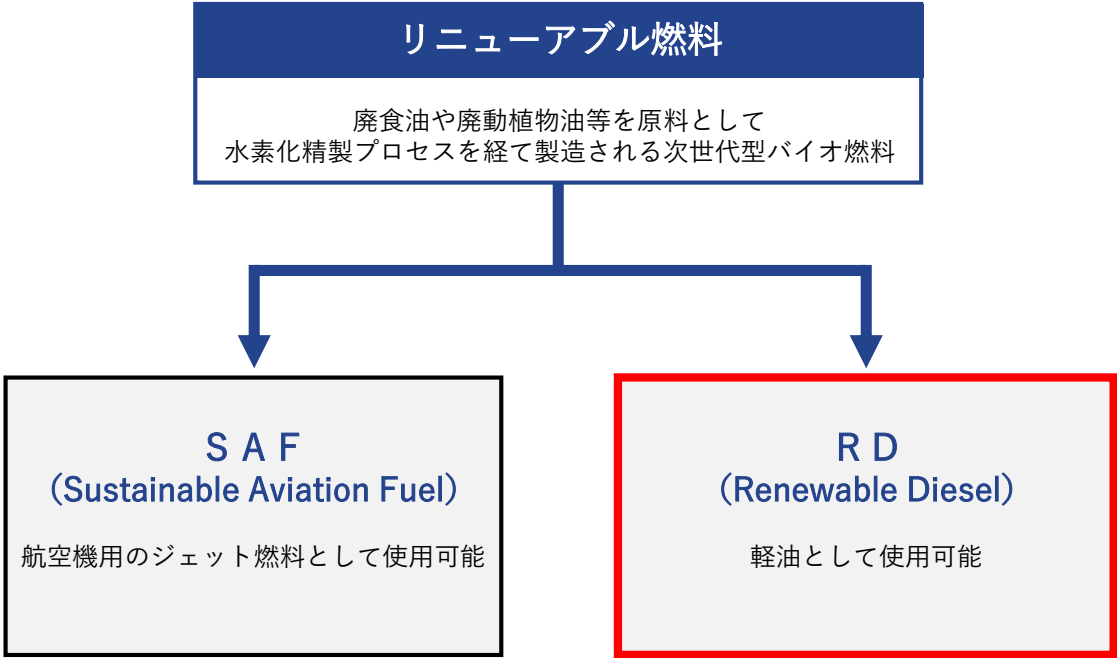 リニューアブル燃料
廃食油や廃動植物油等を原料として
水素化精製プロセスを経て製造される次世代型バイオ燃料
ＳＡＦ
（Sustainable Aviation Fuel）
航空機用のジェット燃料として使用可能
ＲＤ
（Renewable Diesel）
軽油として使用可能